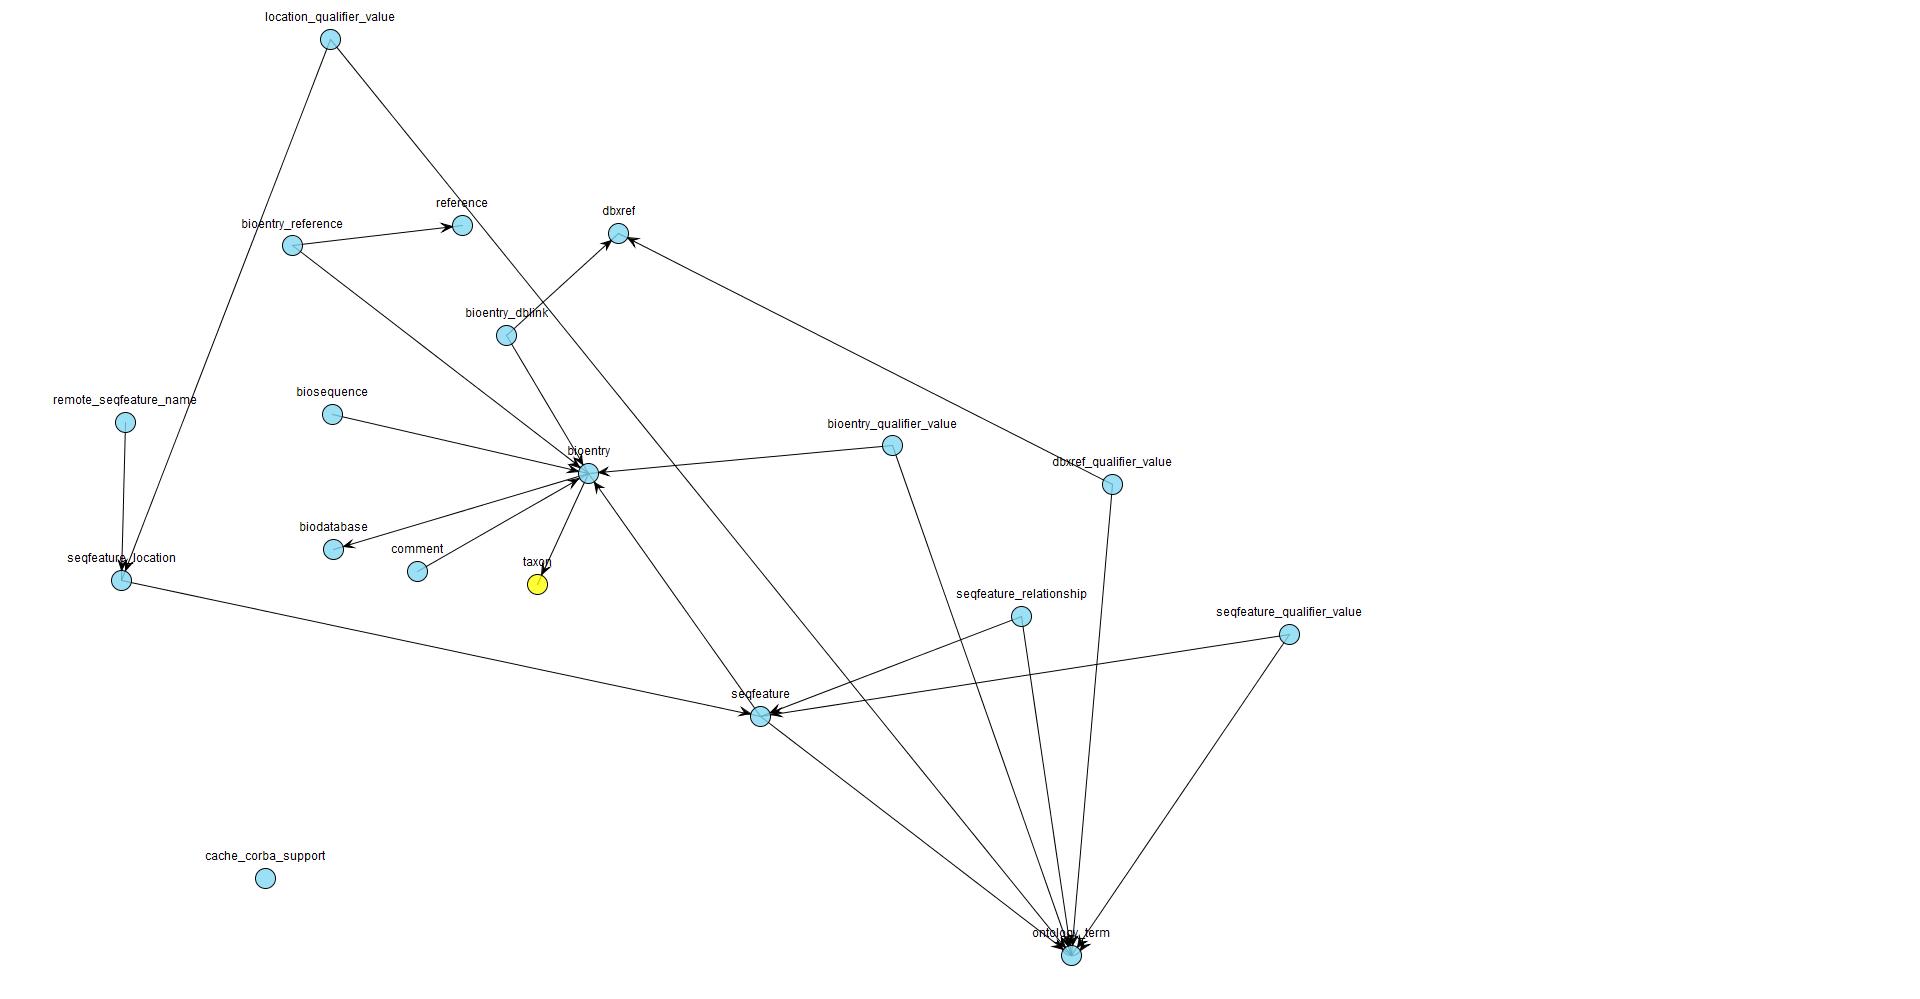 location_qualifier_value
reference
dbxref
bioentry_reference
bioentry_dblink
biosequence
remote_seqfeature_name
bioentry_qualifier_value
bioentry
dbxref_qualifier_value
biodatabase
comment
seqfeature_location
taxon
seqfeature_relationship
seqfeature_qualifier_value
seqfeature
cache_corba_support
ontology_term